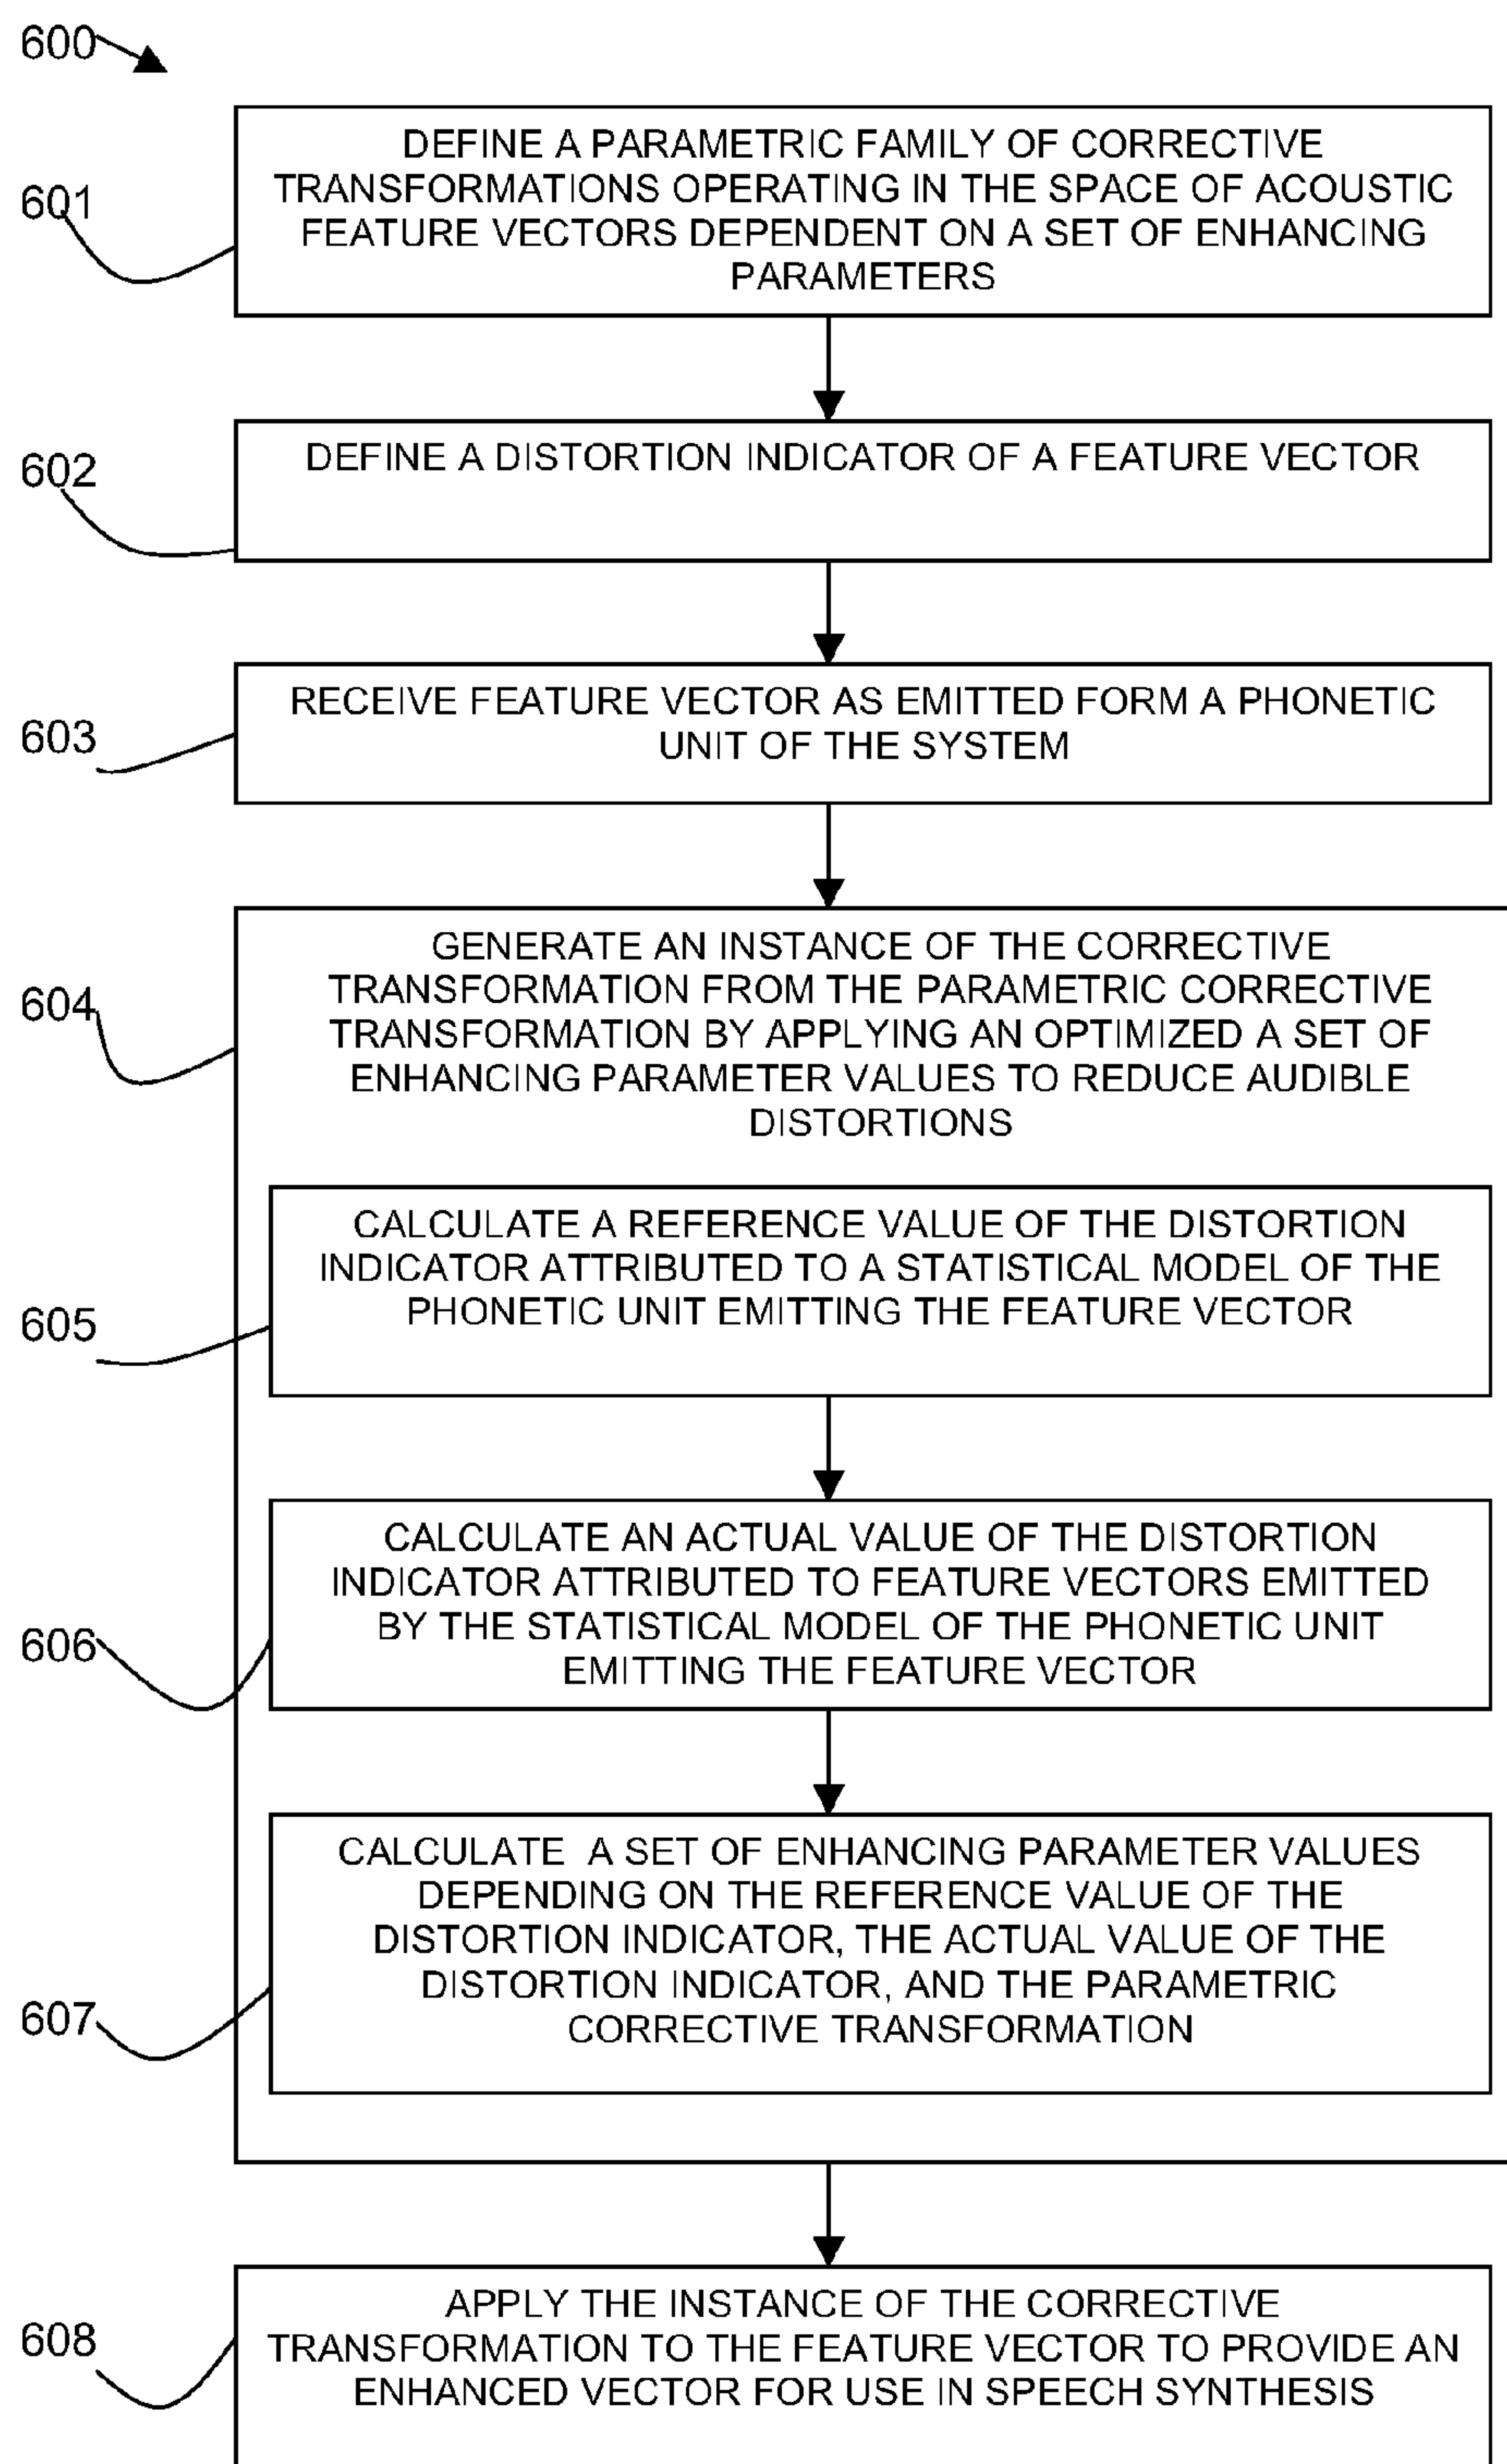 600
601
DEFINE A PARAMETRIC FAMILY OF CORRECTIVE
TRANSFORMATIONS OPERATING IN THE SPACE OF ACOUSTIC
FEATURE VECTORS DEPENDENT ON A SET OF ENHANCING
PARAMETERS
602
DEFINE A DISTORTION INDICATOR OF A FEATURE VECTOR
603
RECEIVE FEATURE VECTOR AS EMITTED FORM A PHONETIC
UNIT OF THE SYSTEM
604
GENERATE AN INSTANCE OF THE CORRECTIVE
TRANSFORMATION FROM THE PARAMETRIC CORRECTIVE
TRANSFORMATION BY APPLYING AN OPTIMIZED A SET OF
ENHANCING PARAMETER VALUES TO REDUCE AUDIBLE
DISTORTIONS
605
CALCULATE A REFERENCE VALUE OF THE DISTORTION
INDICATOR ATTRIBUTED TO A STATISTICAL MODEL OF THE
PHONETIC UNIT EMITTING THE FEATURE VECTOR
606
CALCULATE AN ACTUAL VALUE OF THE DISTORTION
INDICATOR ATTRIBUTED TO FEATURE VECTORS EMITTED
BY THE STATISTICAL MODEL OF THE PHONETIC UNIT
EMITTING THE FEATURE VECTOR
607
CALCULATE A SET OF ENHANCING PARAMETER VALUES
DEPENDING ON THE REFERENCE VALUE OF THE
DISTORTION INDICATOR, THE ACTUAL VALUE OF THE
DISTORTION INDICATOR, AND THE PARAMETRIC
CORRECTIVE TRANSFORMATION
608
APPLY THE INSTANCE OF THE CORRECTIVE
TRANSFORMATION TO THE FEATURE VECTOR TO PROVIDE AN
ENHANCED VECTOR FOR USE IN SPEECH SYNTHESIS